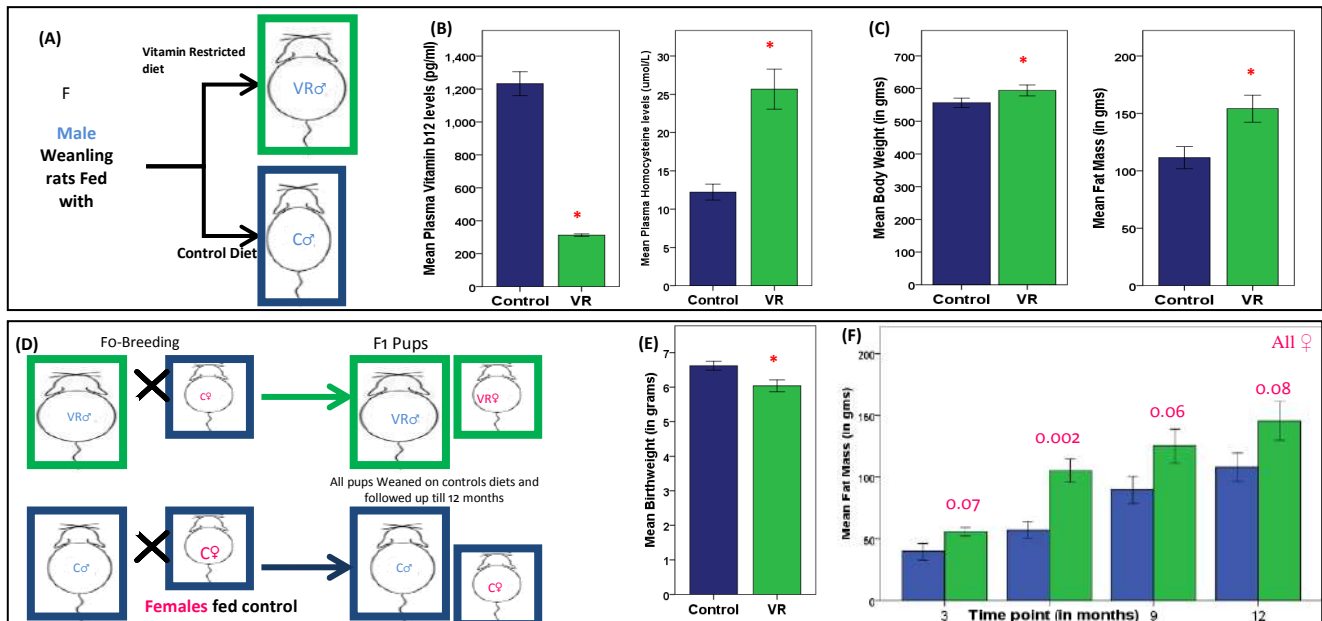 (A)
Vitamin Restricted
diet
F
Male
Weanling
rats Fed
with
Control Diet
VR♂
C♂
(B)
Mean Plasma Vitamin b12 levels (pg/ml)
1,400
1,200
1,000
800
600
400
200
0
*
Control VR
Mean Plasma Homocysteine levels (umol/L)
30
25
20
15
10
5
0
*
Control VR
(C)
Mean Body Weight (in gms)
700
600
500
400
300
200
100
0
*
Control VR
Mean Fat Mass (in gms)
200
150
100
50
0
*
Control VR
(D)
F0-Breeding
F1 Pups
VR♂
C♀
VR♂
VR♀
All pups Weaned on controls diets and
followed up till 12 months
C♂
C♀
C♂
C♀
Females fed control
(E)
Mean Birthweight (in grams)
7
6
5
4
3
2
1
0
*
Control VR
(F)
All ♀
Mean Fat Mass (in gms)
200
150
100
50
0
0.07
0.002
0.06
0.08
3 9 12
Time point (in months)